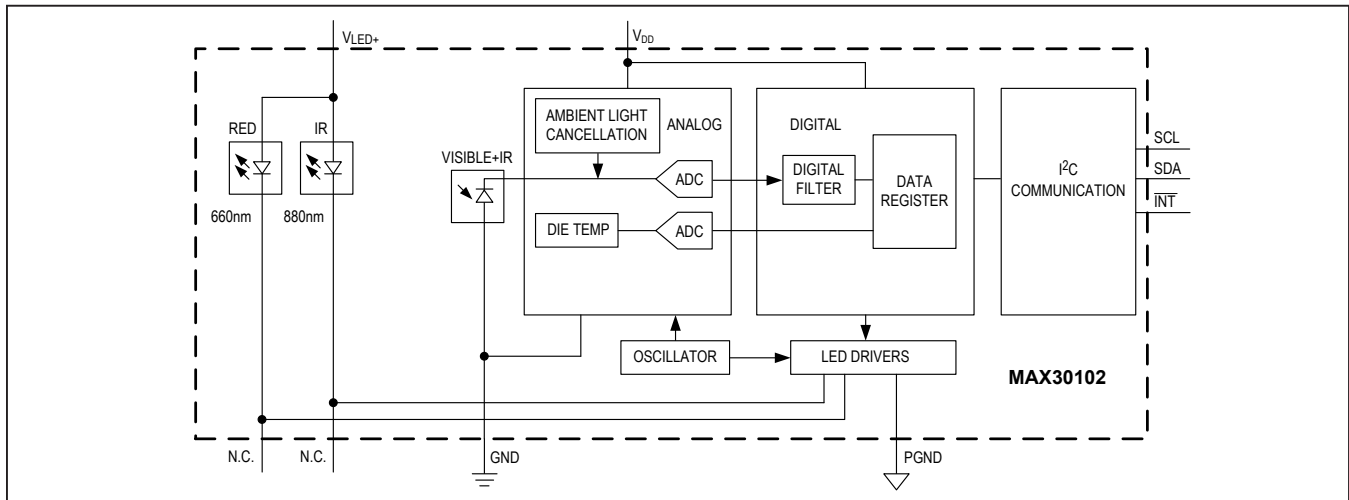 VLED+
VDD
RED
IR
660nm
880nm
VISIBLE+IR
AMBIENT LIGHT
CANCELLATION
ANALOG
ADC
DIE TEMP
ADC
DIGITAL
DIGITAL
FILTER
DATA
REGISTER
I²C
COMMUNICATION
SCL
SDA
INT
OSCILLATOR
LED DRIVERS
MAX30102
N.C.
N.C.
GND
PGND